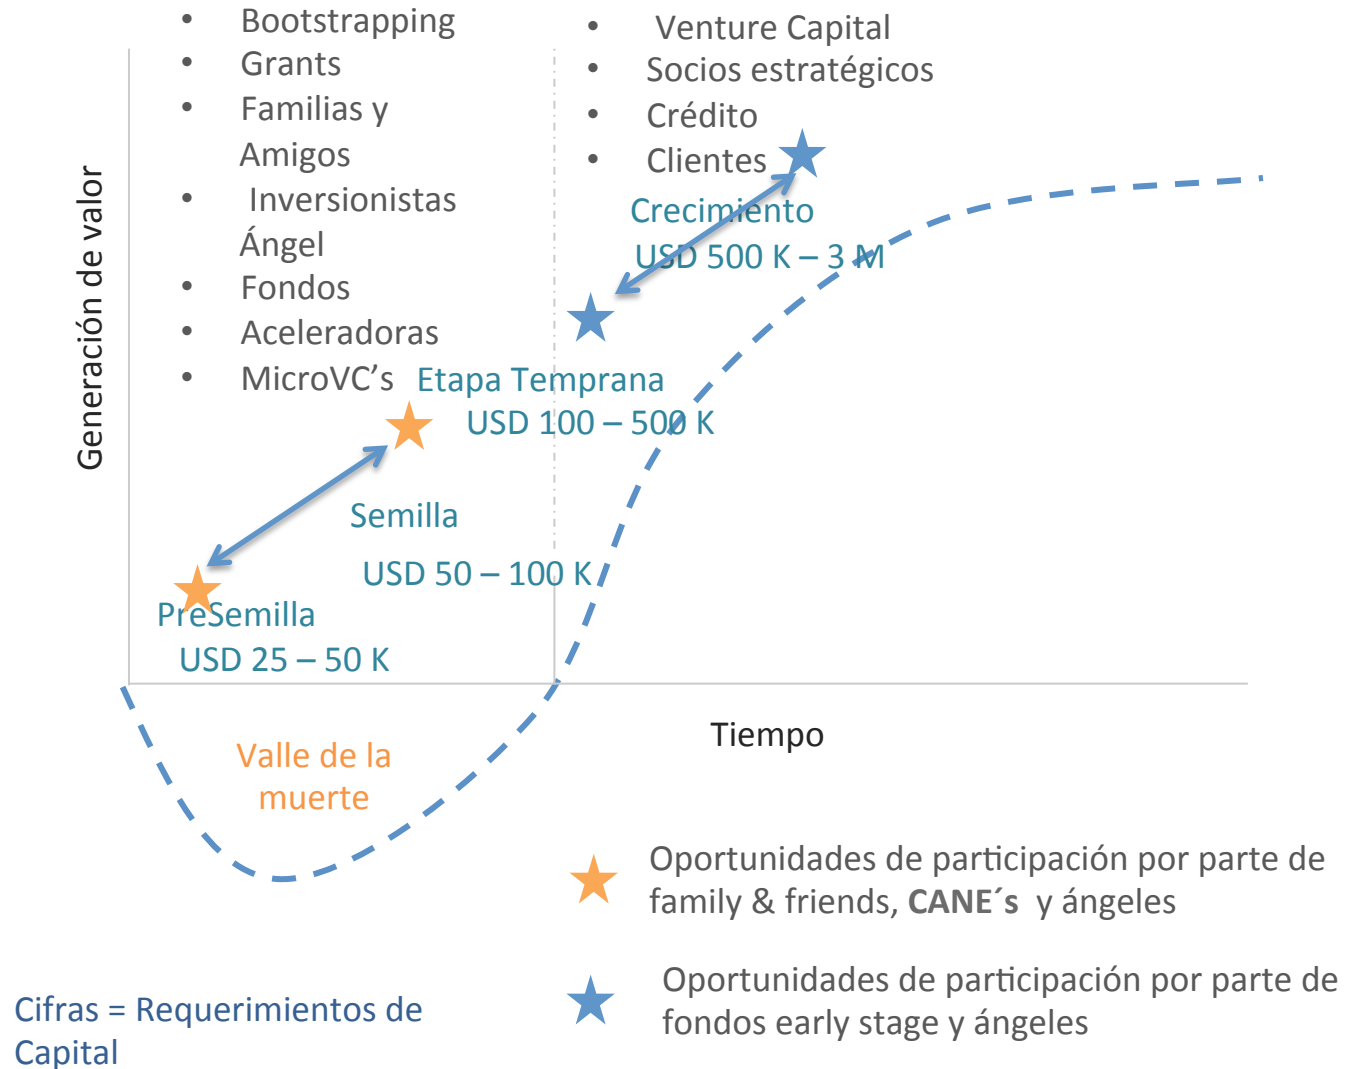 • Bootstrapping
• Grants
• Familias y
Amigos
• Inversionistas
Ángel
• Fondos
• Aceleradoras
• MicroVC’s
• Venture Capital
• Socios estratégicos
• Crédito
• Clientes
Crecimiento
USD 500 K – 3 M
Etapa Temprana
USD 100 – 500 K
Semilla
USD 50 – 100 K
PreSemilla
USD 25 – 50 K
Generación de valor
Tiempo
Valle de la
muerte
Oportunidades de participación por parte de
family & friends, CANE´s y ángeles
Oportunidades de participación por parte de
fondos early stage y ángeles
Cifras = Requerimientos de
Capital